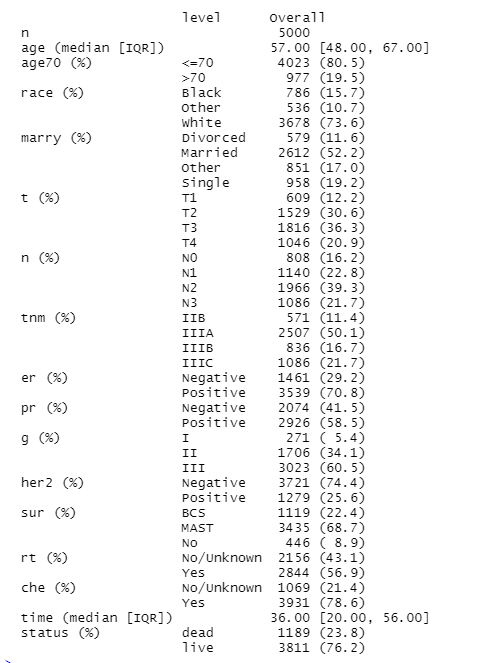 level Overall
n 5000
age (median [IQR]) 57.00 [48.00, 67.00]
age70 (%) <=70 4023 (80.5)
>70 977 (19.5)
race (%) Black 786 (15.7)
Other 536 (10.7)
White 3678 (73.6)
marry (%) Divorced 579 (11.6)
Married 2612 (52.2)
Other 851 (17.0)
Single 958 (19.2)
t (%) T1 609 (12.2)
T2 1529 (30.6)
T3 1816 (36.3)
T4 1046 (20.9)
n (%) N0 808 (16.2)
N1 1140 (22.8)
N2 1966 (39.3)
N3 1086 (21.7)
tnm (%) IIB 571 (11.4)
IIIA 2507 (50.1)
IIIB 836 (16.7)
IIIC 1086 (21.7)
er (%) Negative 1461 (29.2)
Positive 3539 (70.8)
pr (%) Negative 2074 (41.5)
Positive 2926 (58.5)
g (%) I 271 ( 5.4)
II 1706 (34.1)
III 3023 (60.5)
her2 (%) Negative 3721 (74.4)
Positive 1279 (25.6)
sur (%) BCS 1119 (22.4)
MAST 3435 (68.7)
No 446 ( 8.9)
rt (%) No/Unknown 2156 (43.1)
Yes 2844 (56.9)
che (%) No/Unknown 1069 (21.4)
Yes 3931 (78.6)
time (median [IQR]) 36.00 [20.00, 56.00]
status (%) dead 1189 (23.8)
live 3811 (76.2)
>